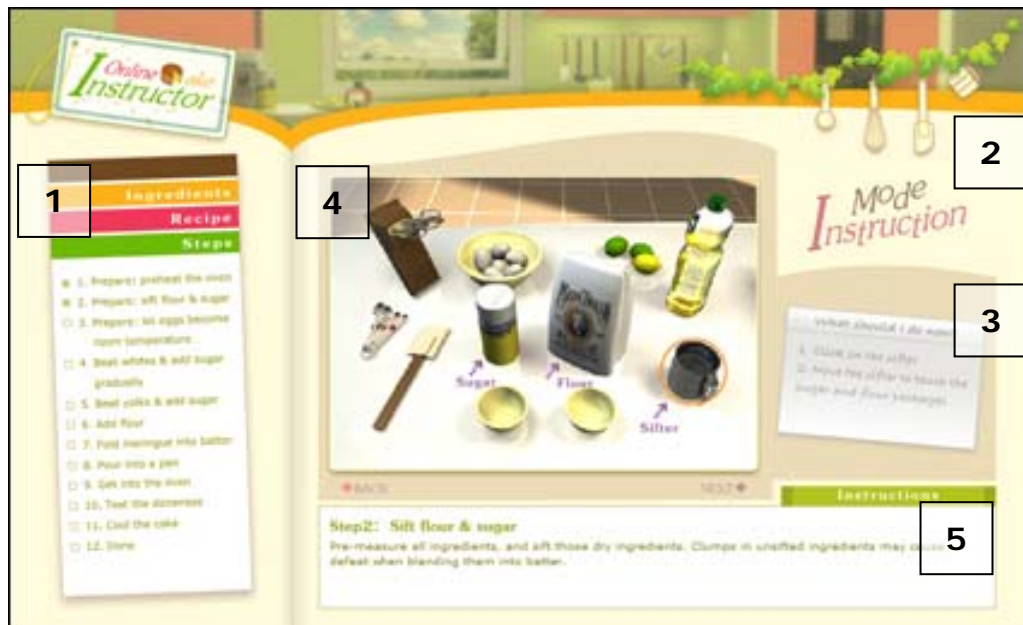 Online Cake
Instructor
1
Ingredients
Recipe
Steps
1. Prepare: preheat the oven
2. Prepare: sift flour & sugar
3. Prepare: let eggs become
room temperature
4. Beat whites & add sugar
gradually
5. Beat yolks & add sugar
6. Add flour
7. Fold meringue into batter
8. Pour into a pan
9. Get into the oven
10. Test the doneness
11. Cool the cake
12. Done
4
Sugar
Flour
Sifter
BACK
NEXT
2
Mode
Instruction
3
What should I do now?
1. Click on the sifter
2. Move the sifter to touch the
sugar and flour packages
Instructions
5
Step2: Sift flour & sugar
Pre-measure all ingredients, and sift those dry ingredients. Clumps in unsifted ingredients may cause
defeat when blending them into batter.